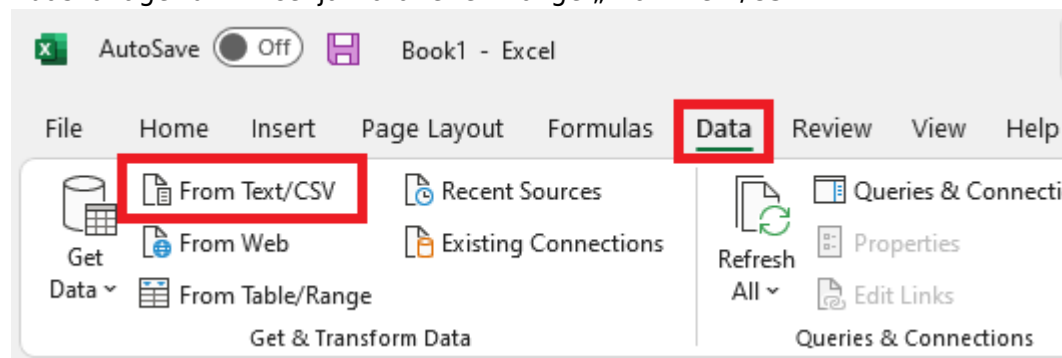 AutoSave Off Book1 - Excel
File Home Insert Page Layout Formulas Data Review View Help
From Text/CSV Recent Sources Queries & Connecti
From Web Existing Connections Properties
Get Data From Table/Range Refresh All Edit Links
Get & Transform Data Queries & Connections